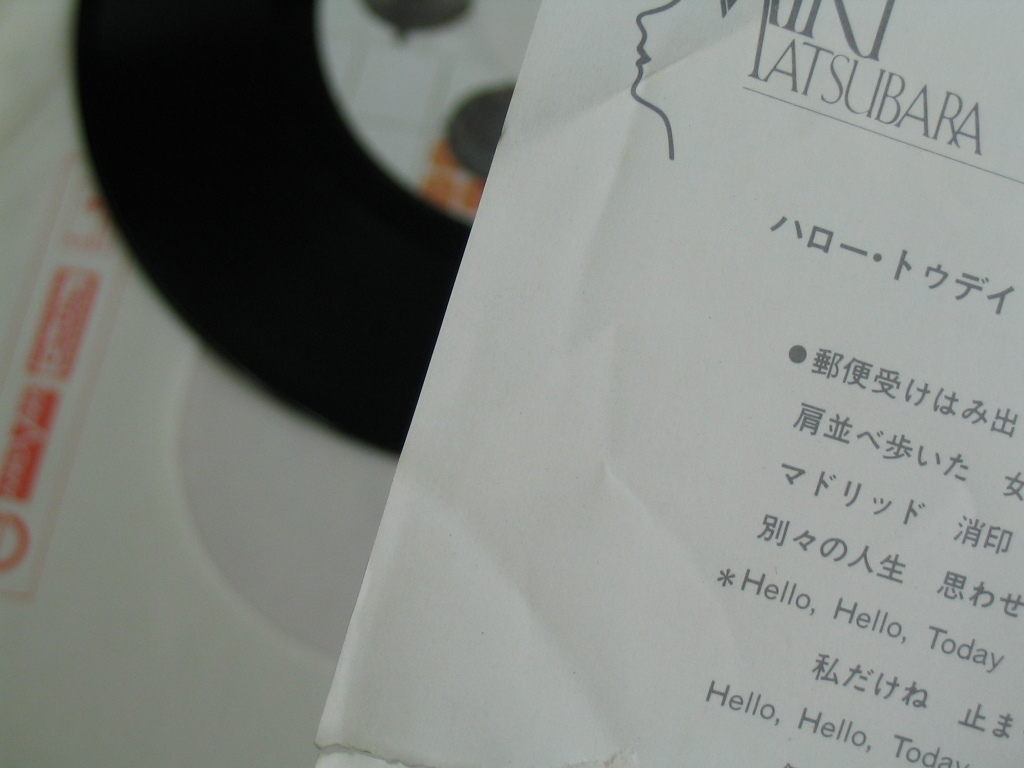 MIKI
MATSUBARA
ハロー・トゥデイ
●郵便受けはみ出
肩並べ歩いた 女
マドリッド 消印
別々の人生 思わせ
*Hello, Hello, Today
私だけね 止ま
Hello, Hello, Today